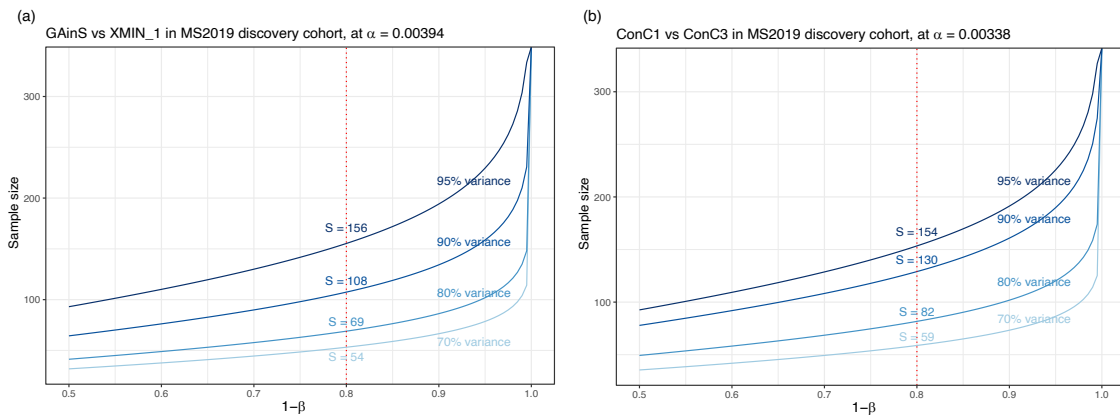 (a)
GAinS vs XMIN_1 in MS2019 discovery cohort, at α = 0.00394
Sample size
300
200
100
95% variance
S = 156
90% variance
S = 108
80% variance
S = 69
70% variance
S = 54
0.5
0.6
0.7
0.8
0.9
1.0
1−β
(b)
ConC1 vs ConC3 in MS2019 discovery cohort, at α = 0.00338
Sample size
300
200
100
95% variance
S = 154
90% variance
S = 130
80% variance
S = 82
70% variance
S = 59
0.5
0.6
0.7
0.8
0.9
1.0
1−β